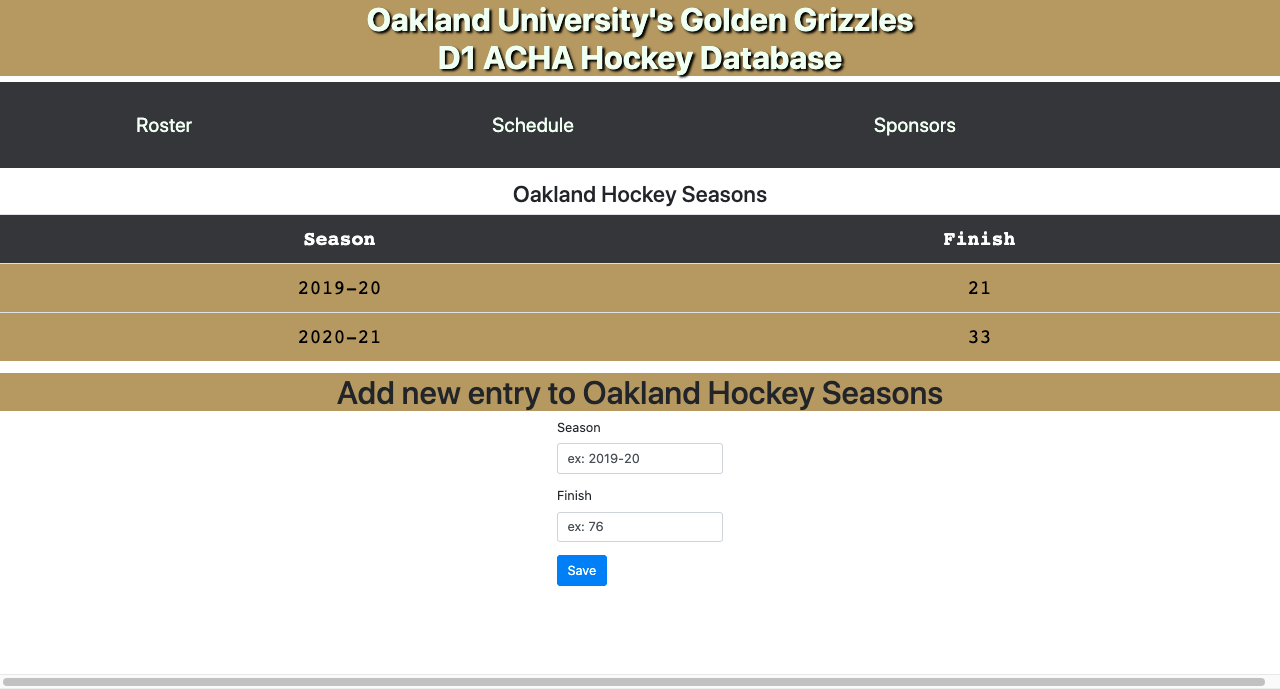 Oakland University's Golden Grizzles
D1 ACHA Hockey Database
Roster Schedule Sponsors
Oakland Hockey Seasons
Season Finish
2019-20 21
2020-21 33
Add new entry to Oakland Hockey Seasons
Season
ex: 2019-20
Finish
ex: 76
Save